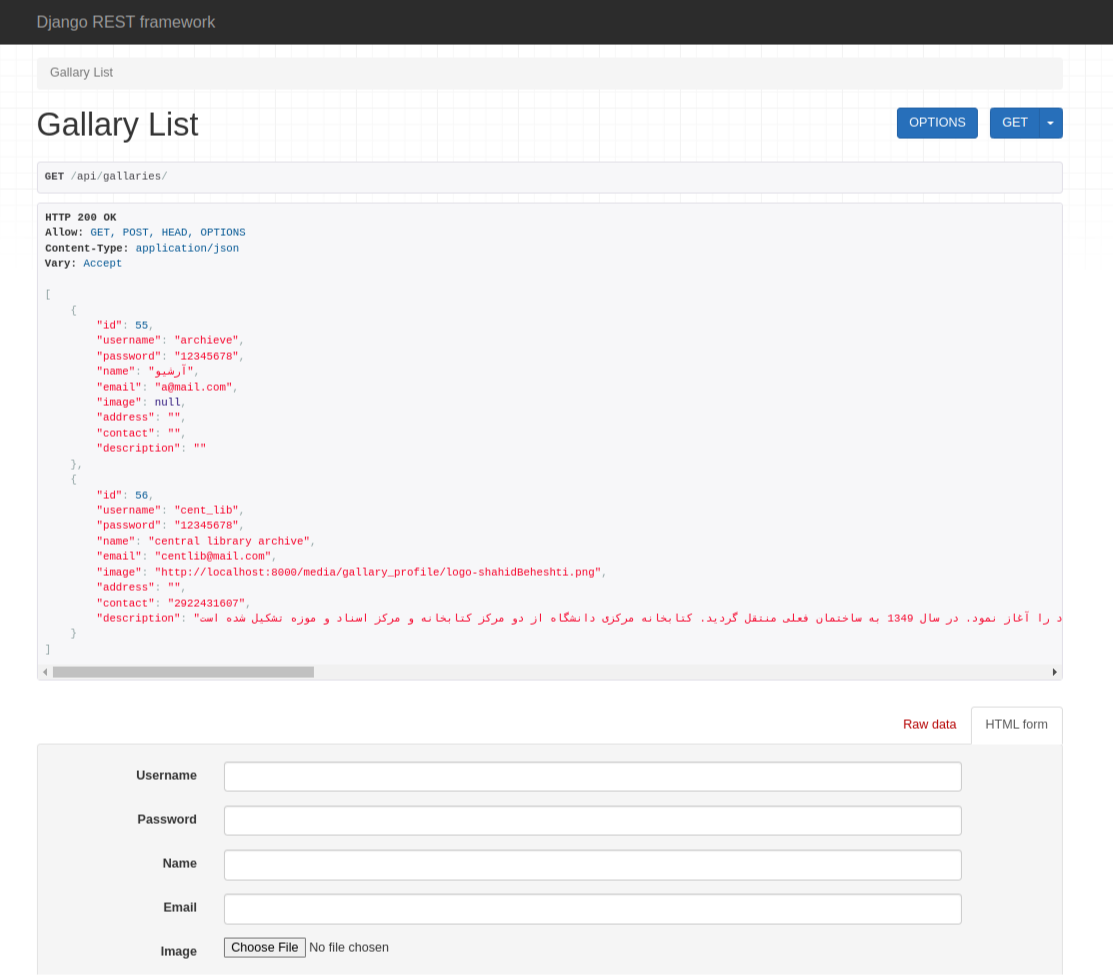 Django REST framework
Gallary List
Gallary List
OPTIONS
GET
GET /api/gallaries/
HTTP 200 OK
Allow: GET, POST, HEAD, OPTIONS
Content-Type: application/json
Vary: Accept
[
    {
        "id": 55,
        "username": "archieve",
        "password": "12345678",
        "name": "آرشیو",
        "email": "a@mail.com",
        "image": null,
        "address": "",
        "contact": "",
        "description": ""
    },
    {
        "id": 56,
        "username": "cent_lib",
        "password": "12345678",
        "name": "central library archive",
        "email": "centlib@mail.com",
        "image": "http://localhost:8000/media/gallary_profile/logo-shahidBeheshti.png",
        "address": "",
        "contact": "2922431607",
        "description": "د را آغاز نمود. در سال 1349 به ساختمان فعلی منتقل گردید. کتابخانه مرکزی دانشگاه از دو مرکز کتابخانه و مرکز اسناد و موزه تشکیل شده است
    }
]
Raw data
HTML form
Username
Password
Name
Email
Image
Choose File No file chosen